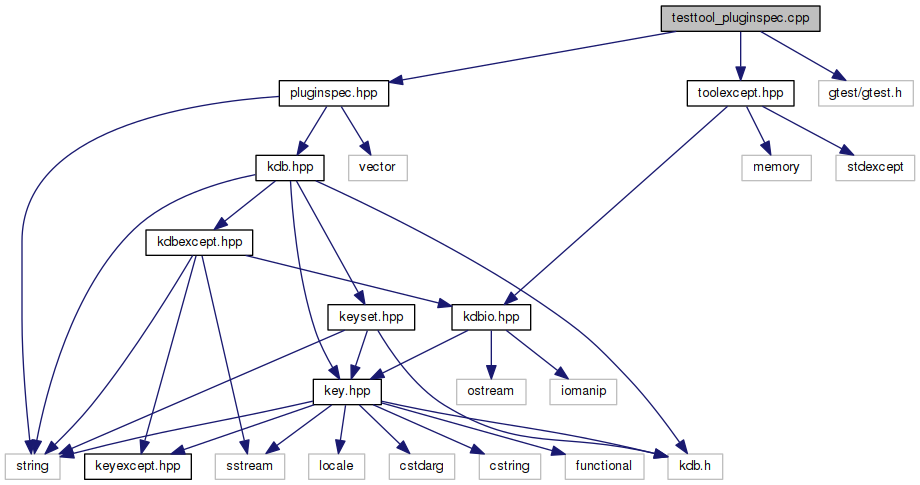 testtool_pluginspec.cpp
pluginspec.hpp
toolexcept.hpp
gtest/gtest.h
kdb.hpp
vector
memory
stdexcept
kdbexcept.hpp
keyset.hpp
kdbio.hpp
key.hpp
ostream
iomanip
string
keyexcept.hpp
sstream
locale
cstdarg
cstring
functional
kdb.h